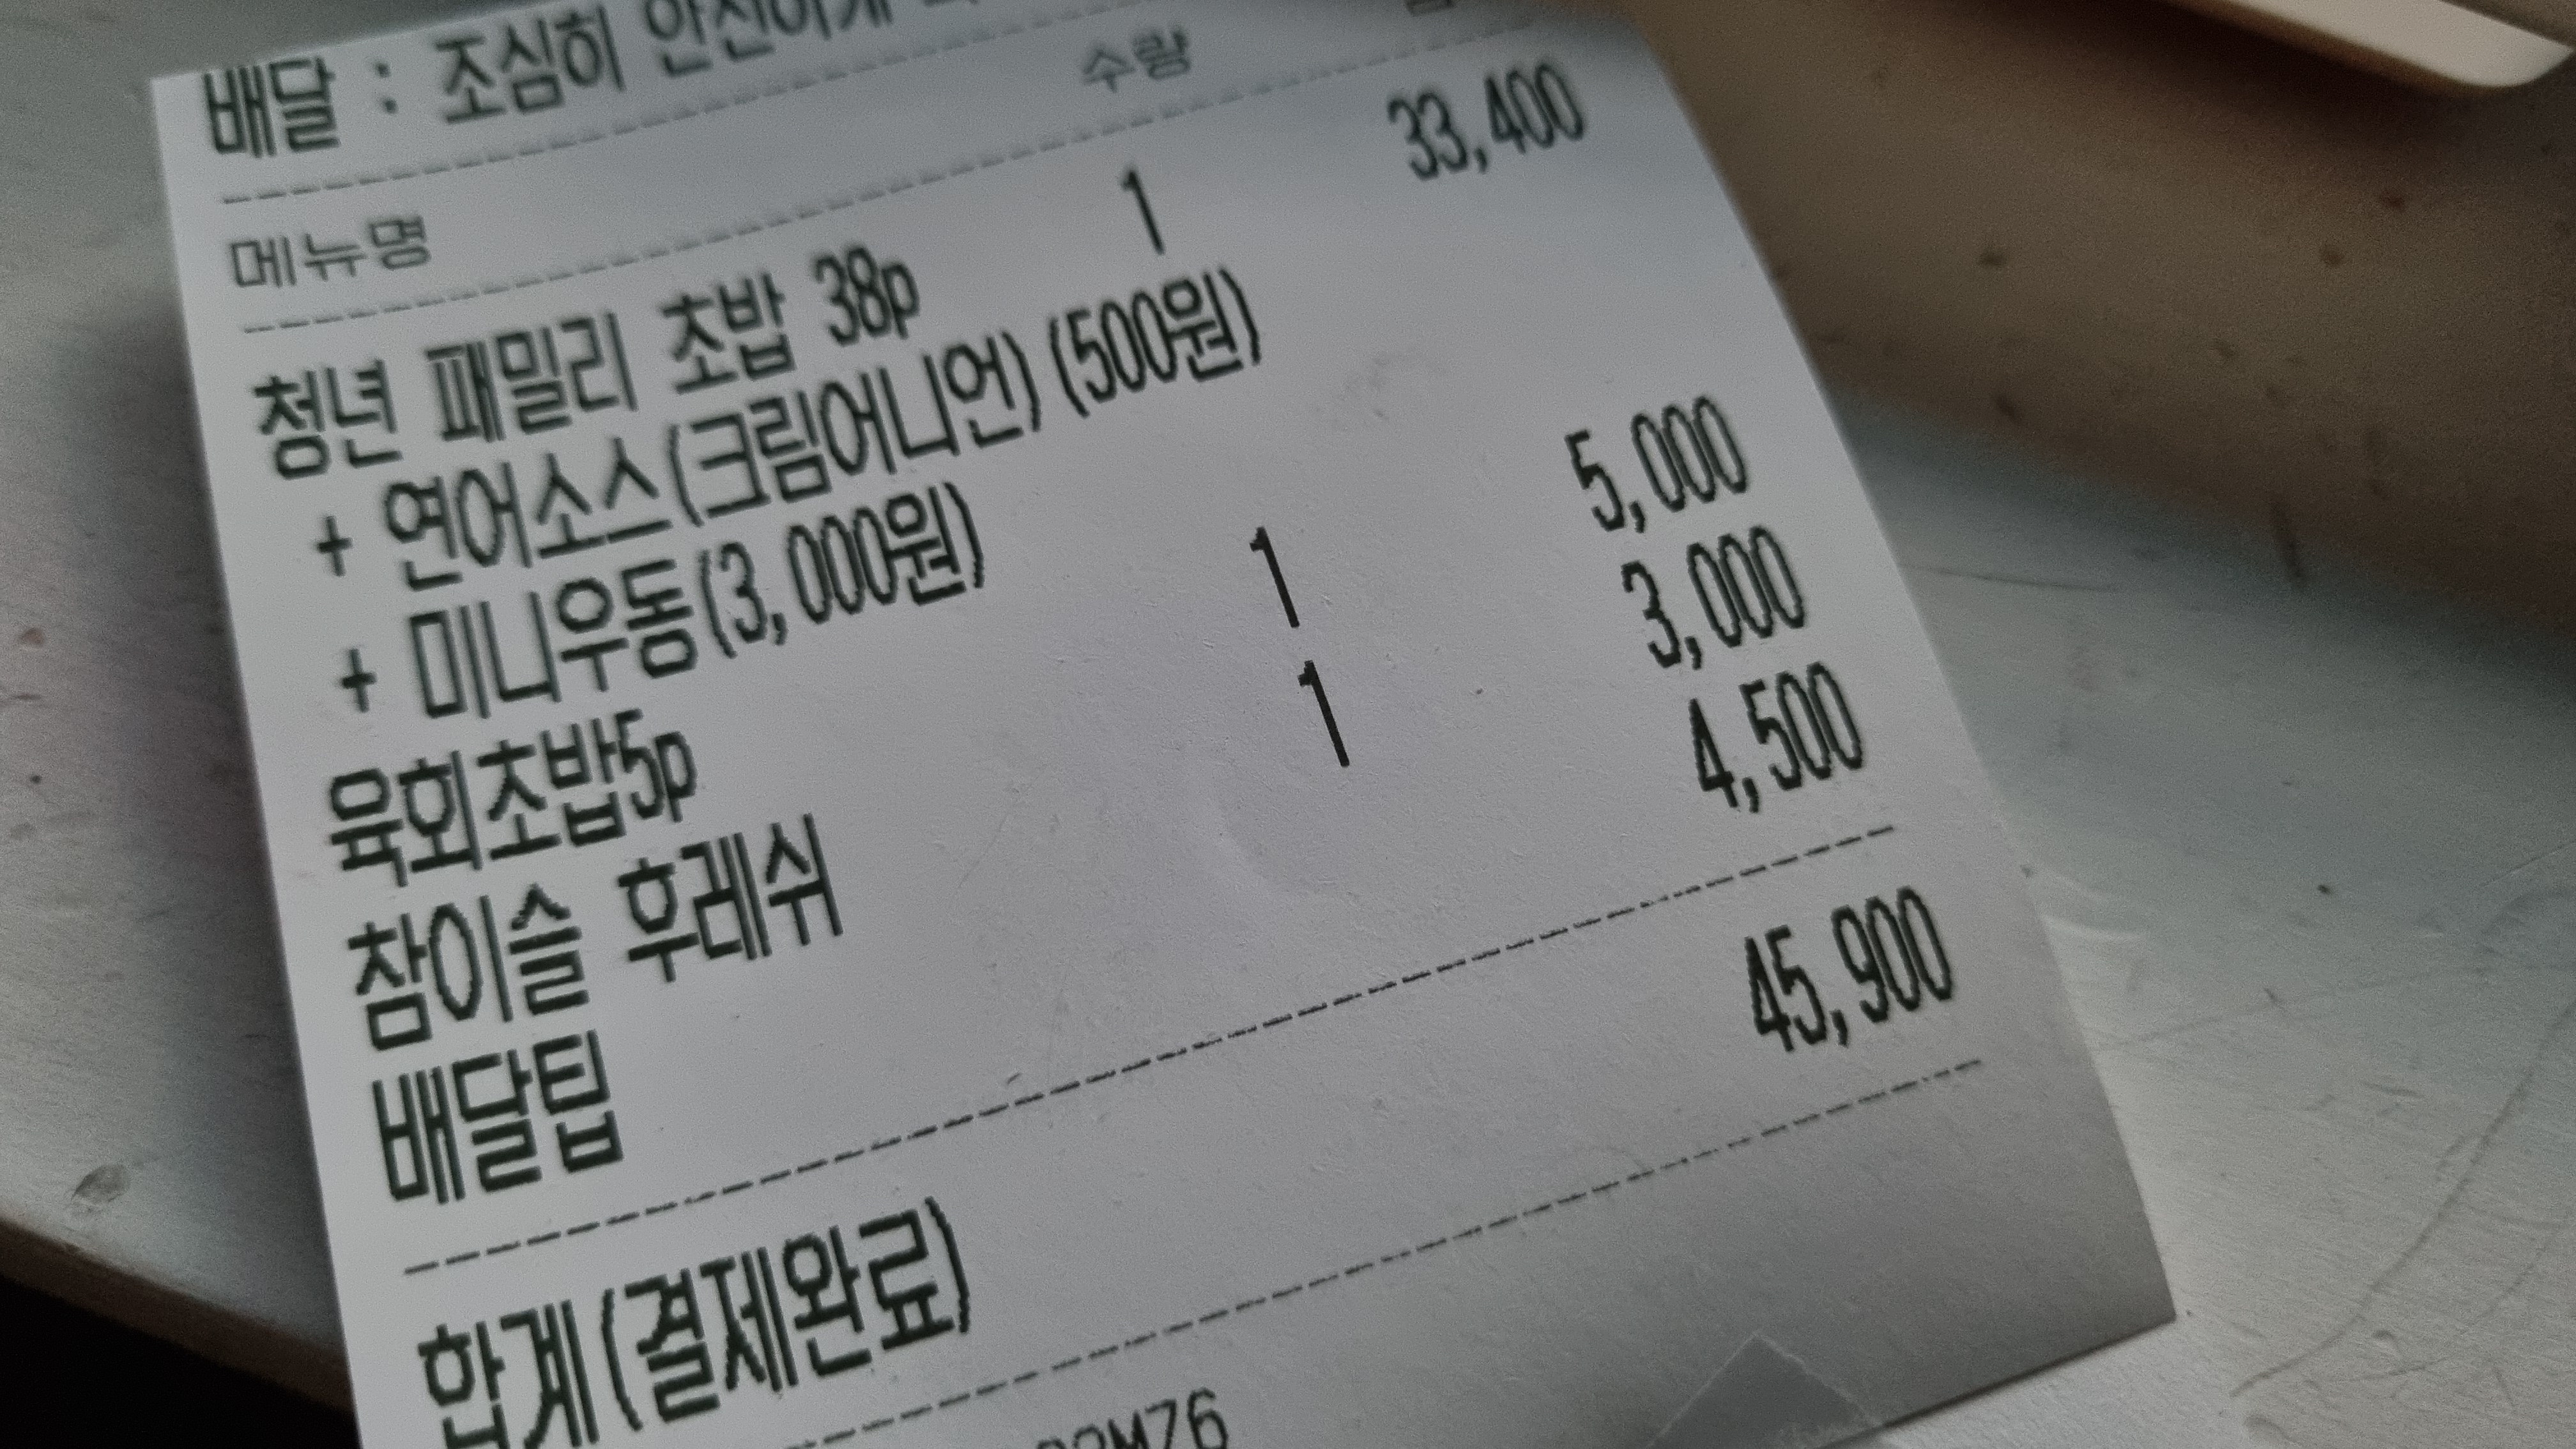 배달 : 조심히 안전하게
메뉴명 수량
청년 패밀리 초밥 38p 1 33,400
+ 연어소스(크림어니언)(500원)
+ 미니우동(3,000원)
육회초밥5p 1 5,000
참이슬 후레쉬 1 3,000
배달팁 4,500
합계(결제완료) 45,900